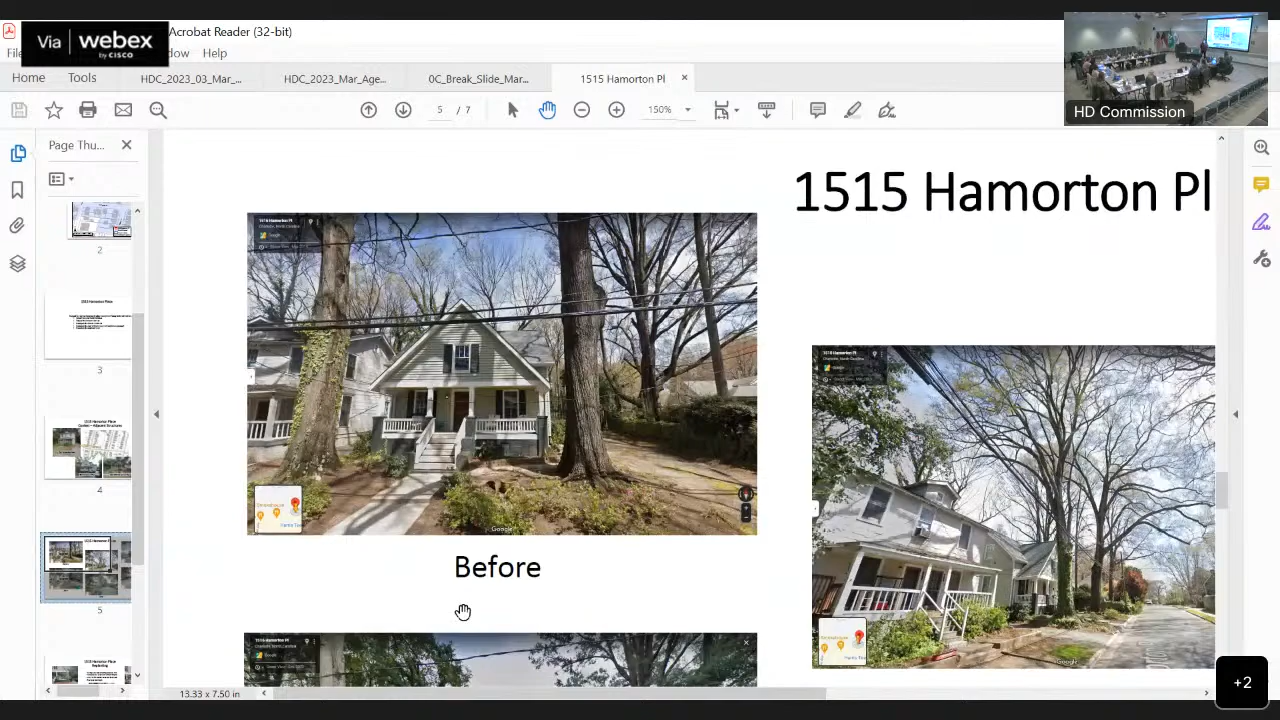 Via webex
by CISCO
Acrobat Reader (32-bit)
Help
HD Commission
Home
Tools
HDC_2023_03_Mar_...
HDC_2023_Mar_Age...
0C_Break_Slide_Mar...
1515 Hamorton Pl
5 / 7
150%
Page Thu...
2
3
4
5
1515 Hamorton Pl
Google
Before
Google
13.33 x 7.50 in
+2